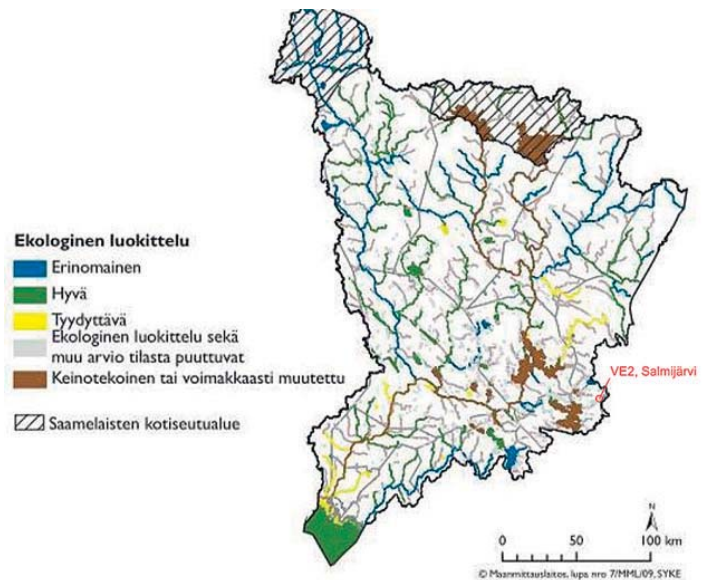 Ekologinen luokittelu
Erinomainen
Hyvä
Tyydyttävä
Ekologinen luokittelu sekä
muu arvio tilasta puuttuvat
Keinotekoinen tai voimakkaasti muutettu
Saamelaisten kotiseutualue
VE2, Salmijärvi
N
0 50 100 km
© Maanmittauslaitos, lupa nro 7/MML/09, SYKE